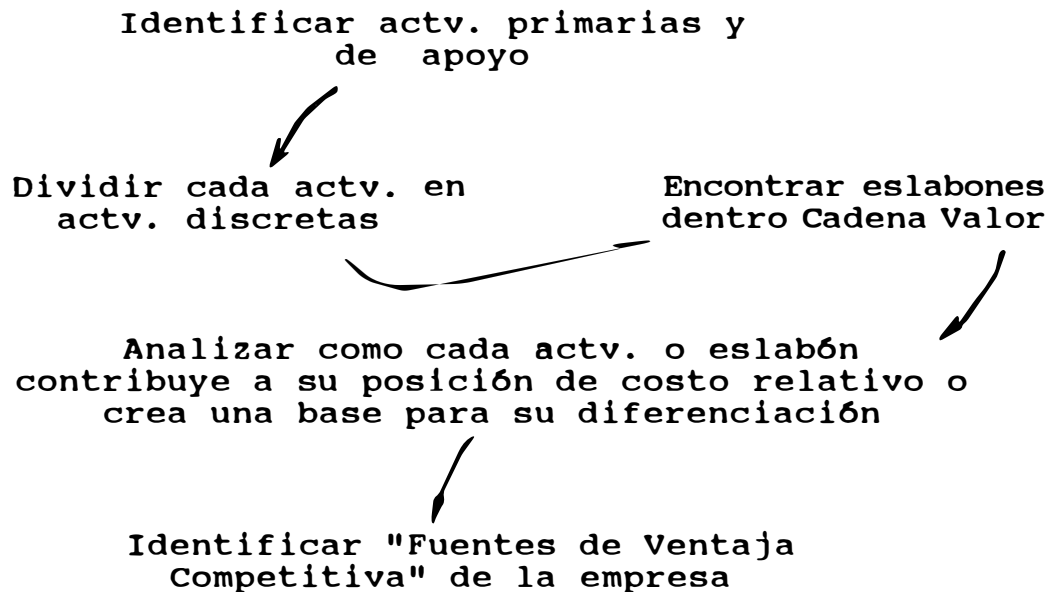 Identificar actv. primarias y
de apoyo
Dividir cada actv. en
actv. discretas
Encontrar eslabones
dentro Cadena Valor
Analizar como cada actv. o eslabón
contribuye a su posición de costo relativo o
crea una base para su diferenciación
Identificar "Fuentes de Ventaja
Competitiva" de la empresa